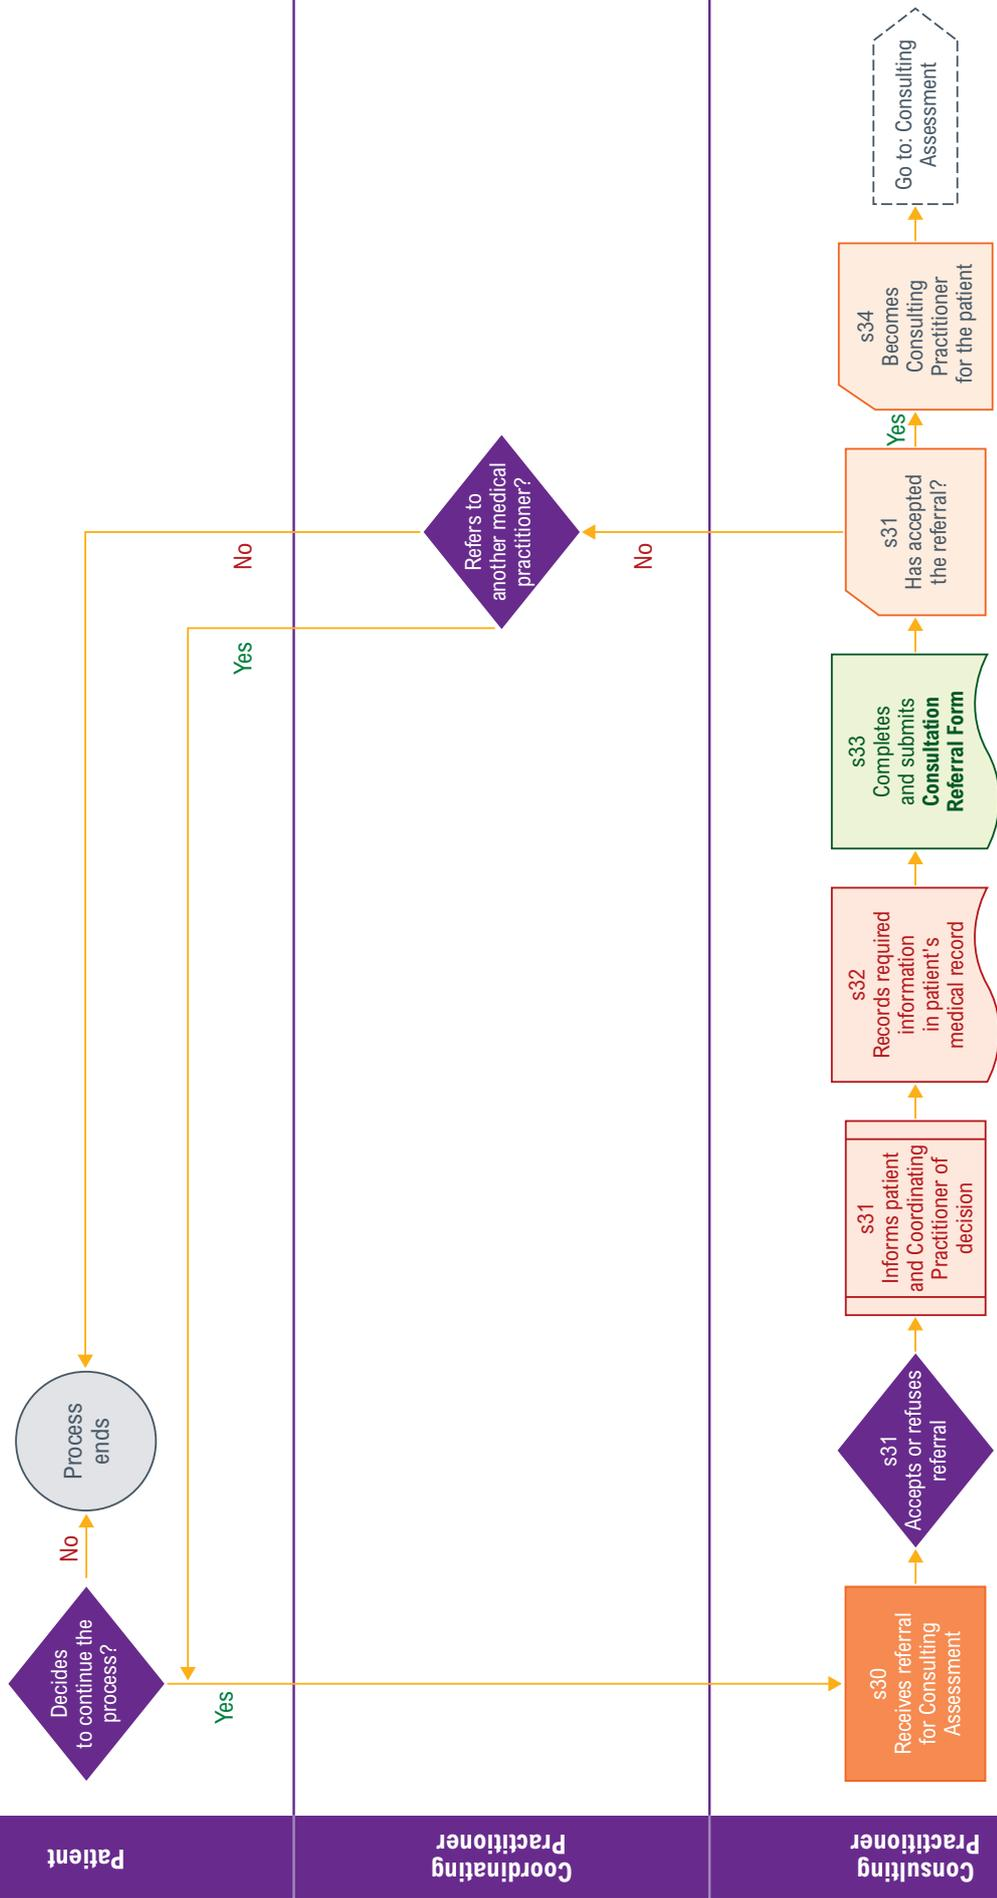 Patient
Decides
to continue the
process?
No
Process
ends
Yes
Yes
No
Coordinating
Practitioner
Refers to
another medical
practitioner?
No
Consulting
Practitioner
s30
Receives referral
for Consulting
Assessment
s31
Accepts or refuses
referral
s31
Informs patient
and Coordinating
Practitioner of
decision
s32
Records required
information
in patient's
medical record
s33
Completes
and submits
Consultation
Referral Form
s31
Has accepted
the referral?
Yes
s34
Becomes
Consulting
Practitioner
for the patient
Go to: Consulting
Assessment